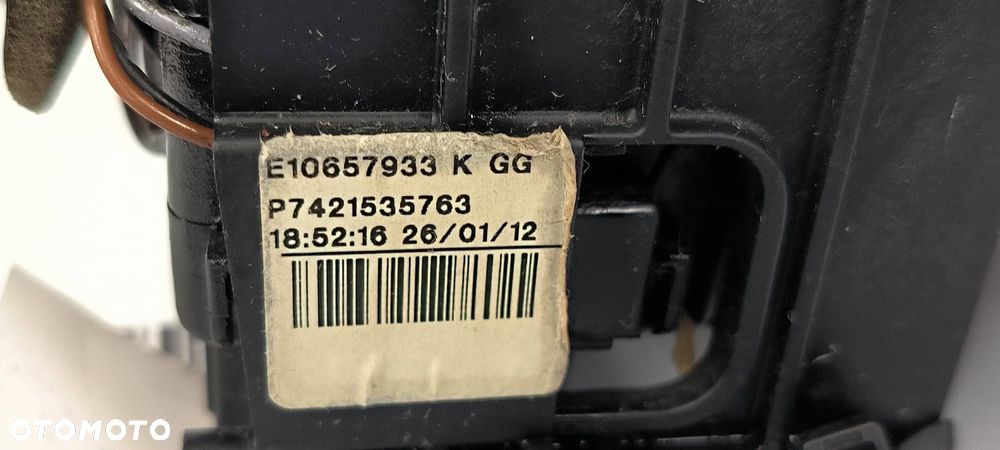 E10657933 K GG
P7421535763
18:52:16 26/01/12
OTOMOTO